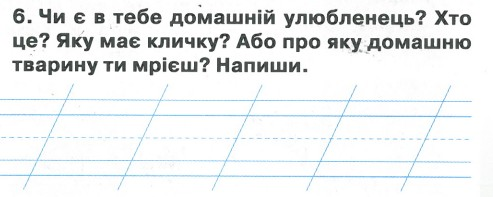 6. Чи є в тебе домашній улюбленець? Хто
це? Яку має кличку? Або про яку домашню
тварину ти мрієш? Напиши.